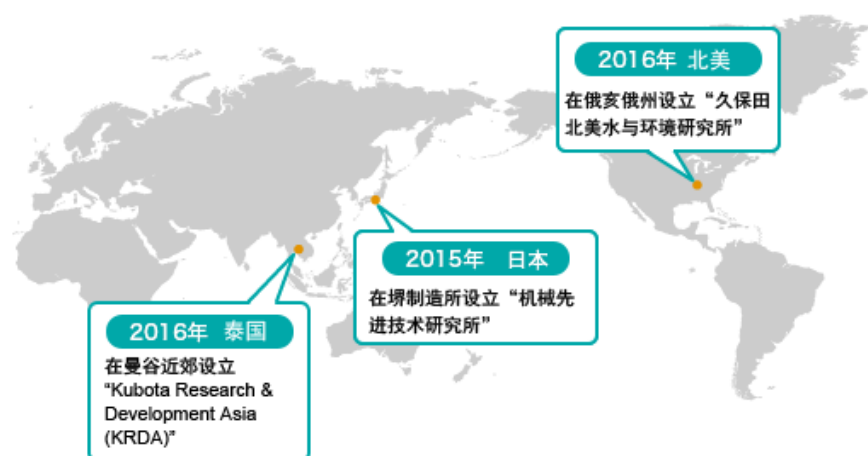 2016年 北美
在俄亥俄州设立“久保田
北美水与环境研究所”
2015年 日本
在堺制造所设立“机械先
进技术研究所”
2016年 泰国
在曼谷近郊设立
“Kubota Research &
Development Asia
(KRDA)”